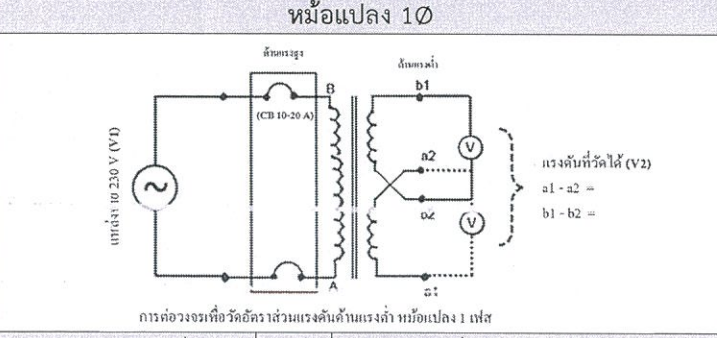 หม้อแปลง 1Ø
ด้านแรงสูง
ด้านแรงต่ำ
b1
B
(CB 10-20 A)
V
230 V (V1)
a2
แรงดันที่วัดได้ (V2)
a1 - a2 =
b1 - b2 =
b2
V
A
a1
การต่อวงจรเพื่อวัดอัตราส่วนแรงดันด้านแรงต่ำ หม้อแปลง 1 เฟส